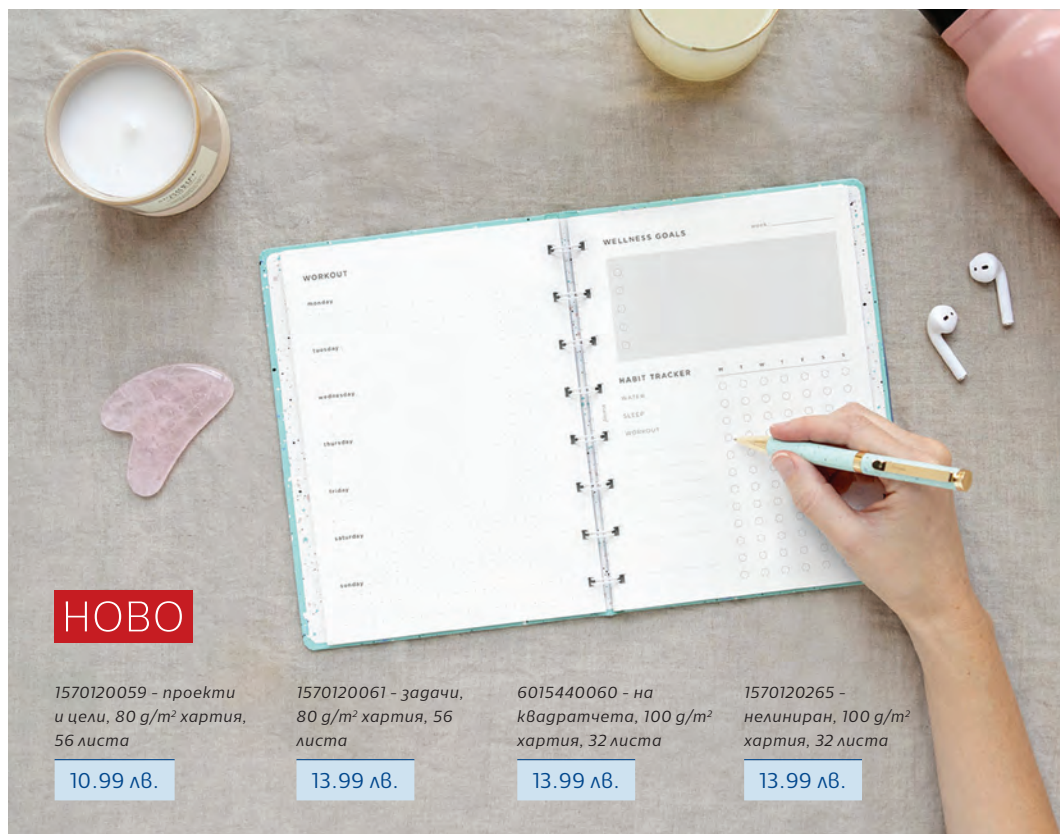 WORKOUT
monday
tuesday
wednesday
thursday
friday
saturday
sunday
WELLNESS GOALS
week
HABIT TRACKER
M T W T F S S
WATER
SLEEP
WORKOUT
НОВО
1570120059 - проекти
и цели, 80 g/m² хартия,
56 листа
10.99 лв.
1570120061 - задачи,
80 g/m² хартия, 56
листа
13.99 лв.
6015440060 - на
квадратчета, 100 g/m²
хартия, 32 листа
13.99 лв.
1570120265 -
нелиниран, 100 g/m²
хартия, 32 листа
13.99 лв.